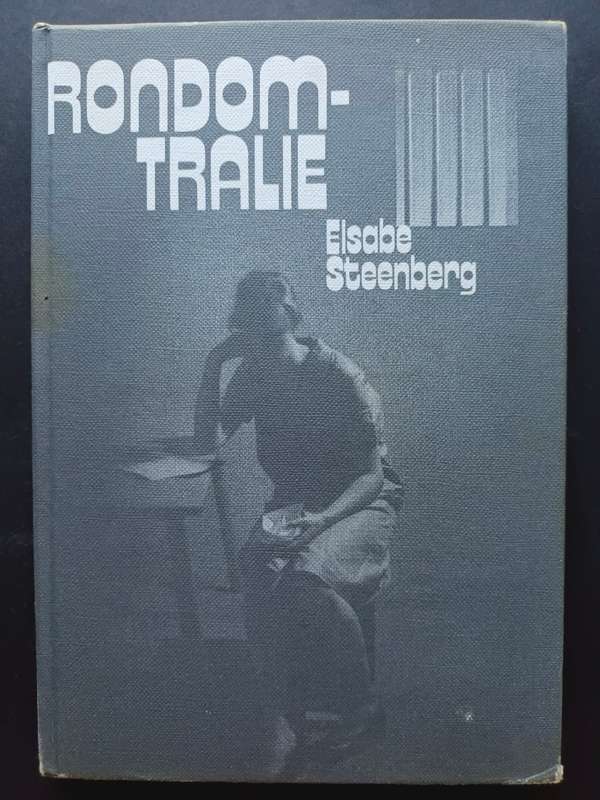 RONDOM-
TRALIE
Elsabe
Steenberg